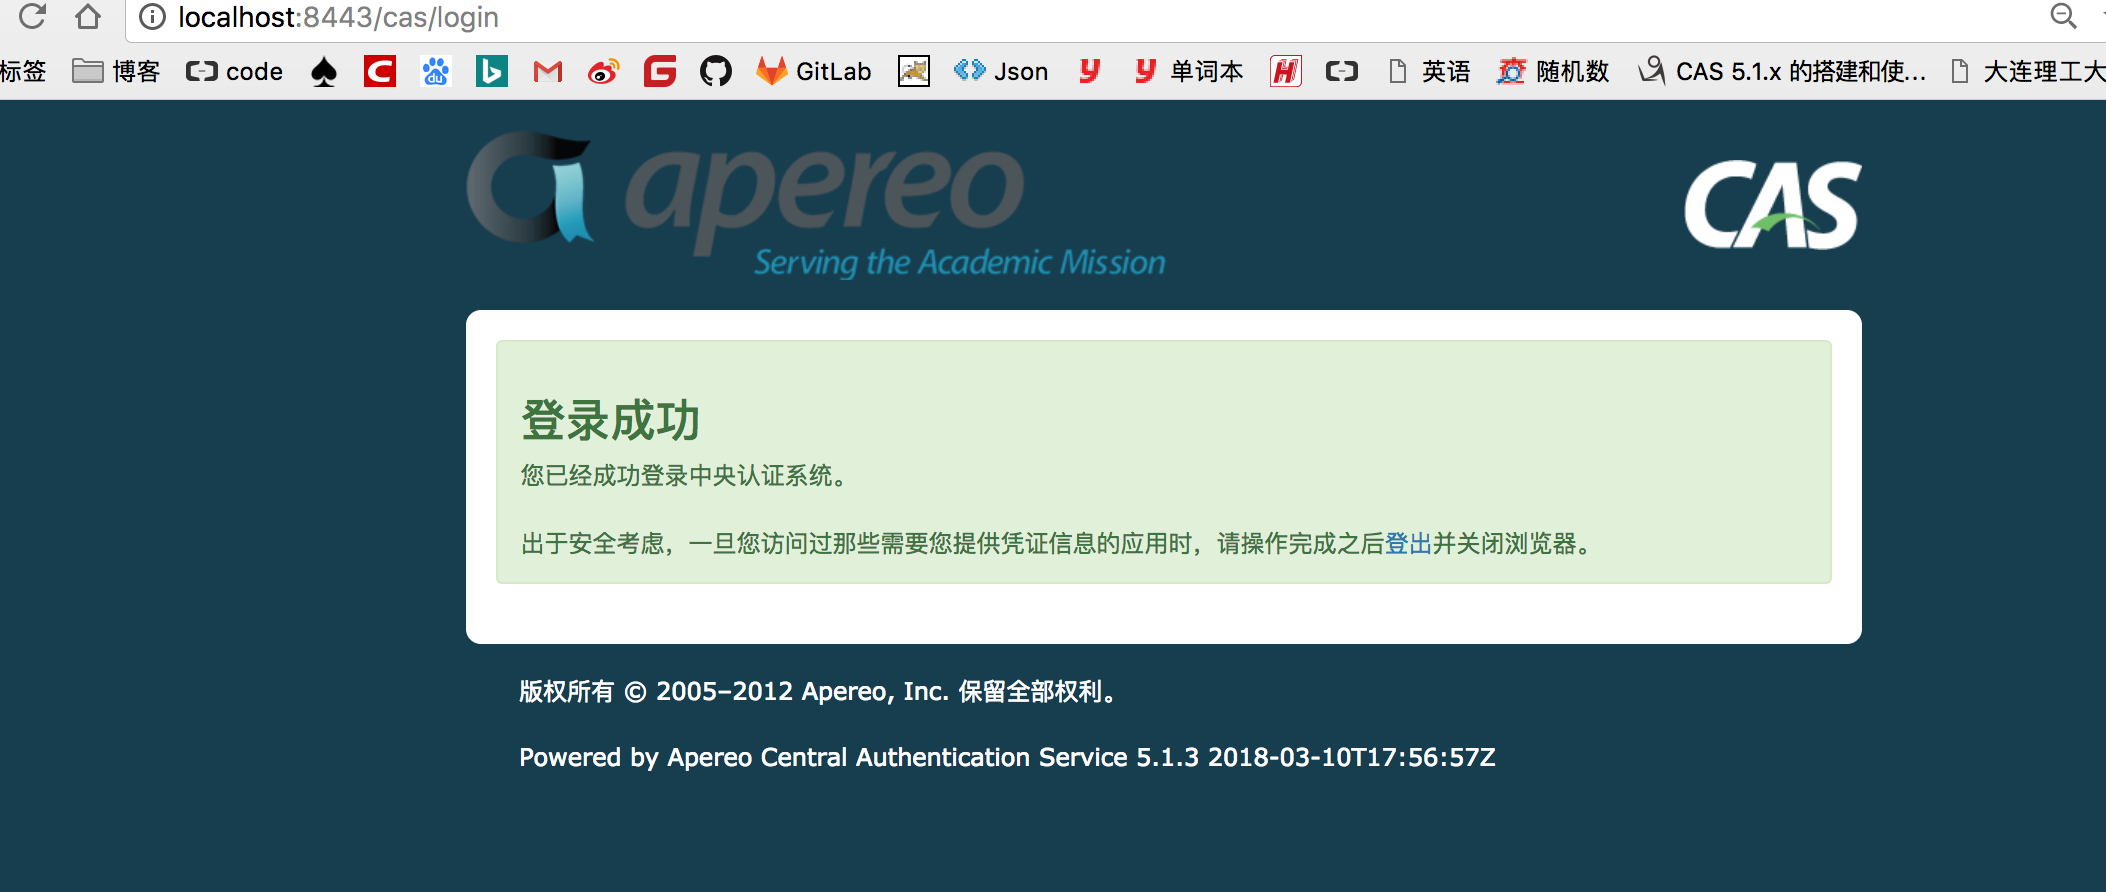 localhost:8443/cas/login
标签 博客 code GitLab Json 单词本 英语 随机数 CAS 5.1.x 的搭建和使... 大连理工大
apereo
Serving the Academic Mission
CAS
登录成功
您已经成功登录中央认证系统。
出于安全考虑，一旦您访问过那些需要您提供凭证信息的应用时，请操作完成之后登出并关闭浏览器。
版权所有 © 2005–2012 Apereo, Inc. 保留全部权利。
Powered by Apereo Central Authentication Service 5.1.3 2018-03-10T17:56:57Z